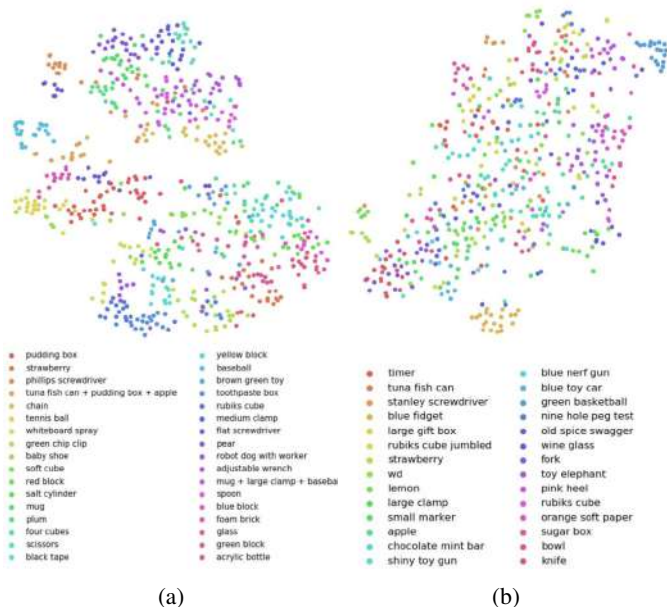 pudding box
strawberry
phillips screwdriver
tuna fish can + pudding box + apple
chain
tennis ball
whiteboard spray
green chip clip
baby shoe
soft cube
red block
salt cylinder
mug
plum
four cubes
scissors
black tape
yellow block
baseball
brown green toy
toothpaste box
rubiks cube
medium clamp
flat screwdriver
pear
robot dog with worker
adjustable wrench
mug + large clamp + baseba
spoon
blue block
foam brick
glass
green block
acrylic bottle
(a)
timer
tuna fish can
stanley screwdriver
blue fidget
large gift box
rubiks cube jumbled
strawberry
wd
lemon
large clamp
small marker
apple
chocolate mint bar
shiny toy gun
blue nerf gun
blue toy car
green basketball
nine hole peg test
old spice swagger
wine glass
fork
toy elephant
pink heel
rubiks cube
orange soft paper
sugar box
bowl
knife
(b)